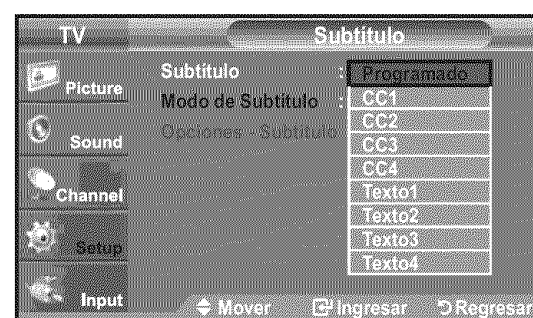 TV Subtitulo
Picture
Sound
Channel
Setup
Input
Subtitulo :
Modo de Subtitulo :
Opciones - Subtitulo
Programado
CC1
CC2
CC3
CC4
Texto1
Texto2
Texto3
Texto4
Mover Ingresar Regresar